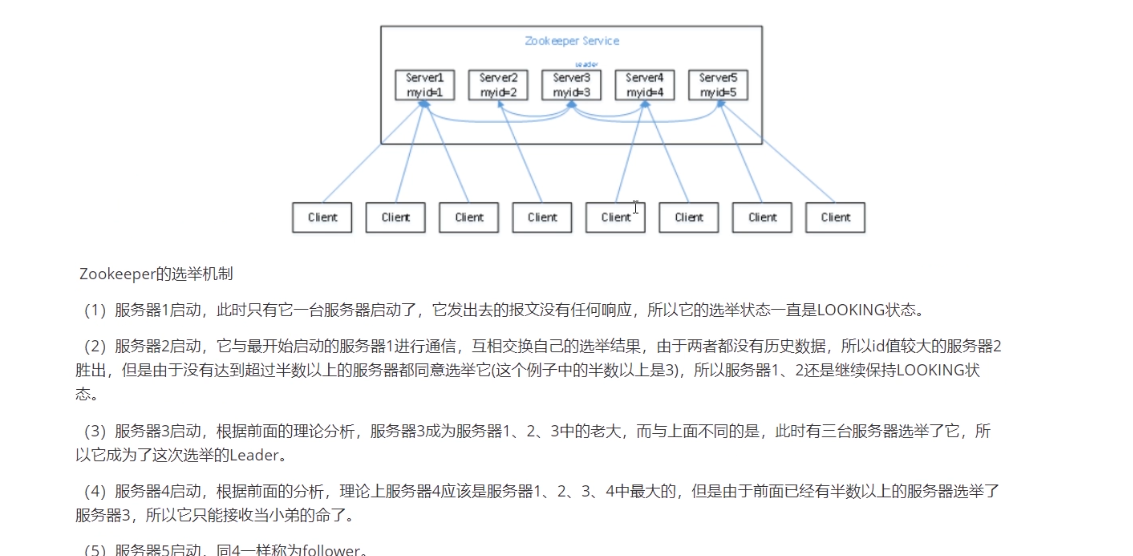 Zookeeper Service
Leader
Server1 Server2 Server3 Server4 Server5
myid=1 myid=2 myid=3 myid=4 myid=5
Client Client Client Client Client Client Client Client
Zookeeper的选举机制
（1）服务器1启动，此时只有它一台服务器启动了，它发出去的报文没有任何响应，所以它的选举状态一直是LOOKING状态。
（2）服务器2启动，它与最开始启动的服务器1进行通信，互相交换自己的选举结果，由于两者都没有历史数据，所以id值较大的服务器2
胜出，但是由于没有达到超过半数以上的服务器都同意选举它(这个例子中的半数以上是3)，所以服务器1、2还是继续保持LOOKING状
态。
（3）服务器3启动，根据前面的理论分析，服务器3成为服务器1、2、3中的老大，而与上面不同的是，此时有三台服务器选举了它，所
以它成为了这次选举的Leader。
（4）服务器4启动，根据前面的分析，理论上服务器4应该是服务器1、2、3、4中最大的，但是由于前面已经有半数以上的服务器选举了
服务器3，所以它只能接收当小弟的命了。
（5）服务器5启动，同4一样称为follower。